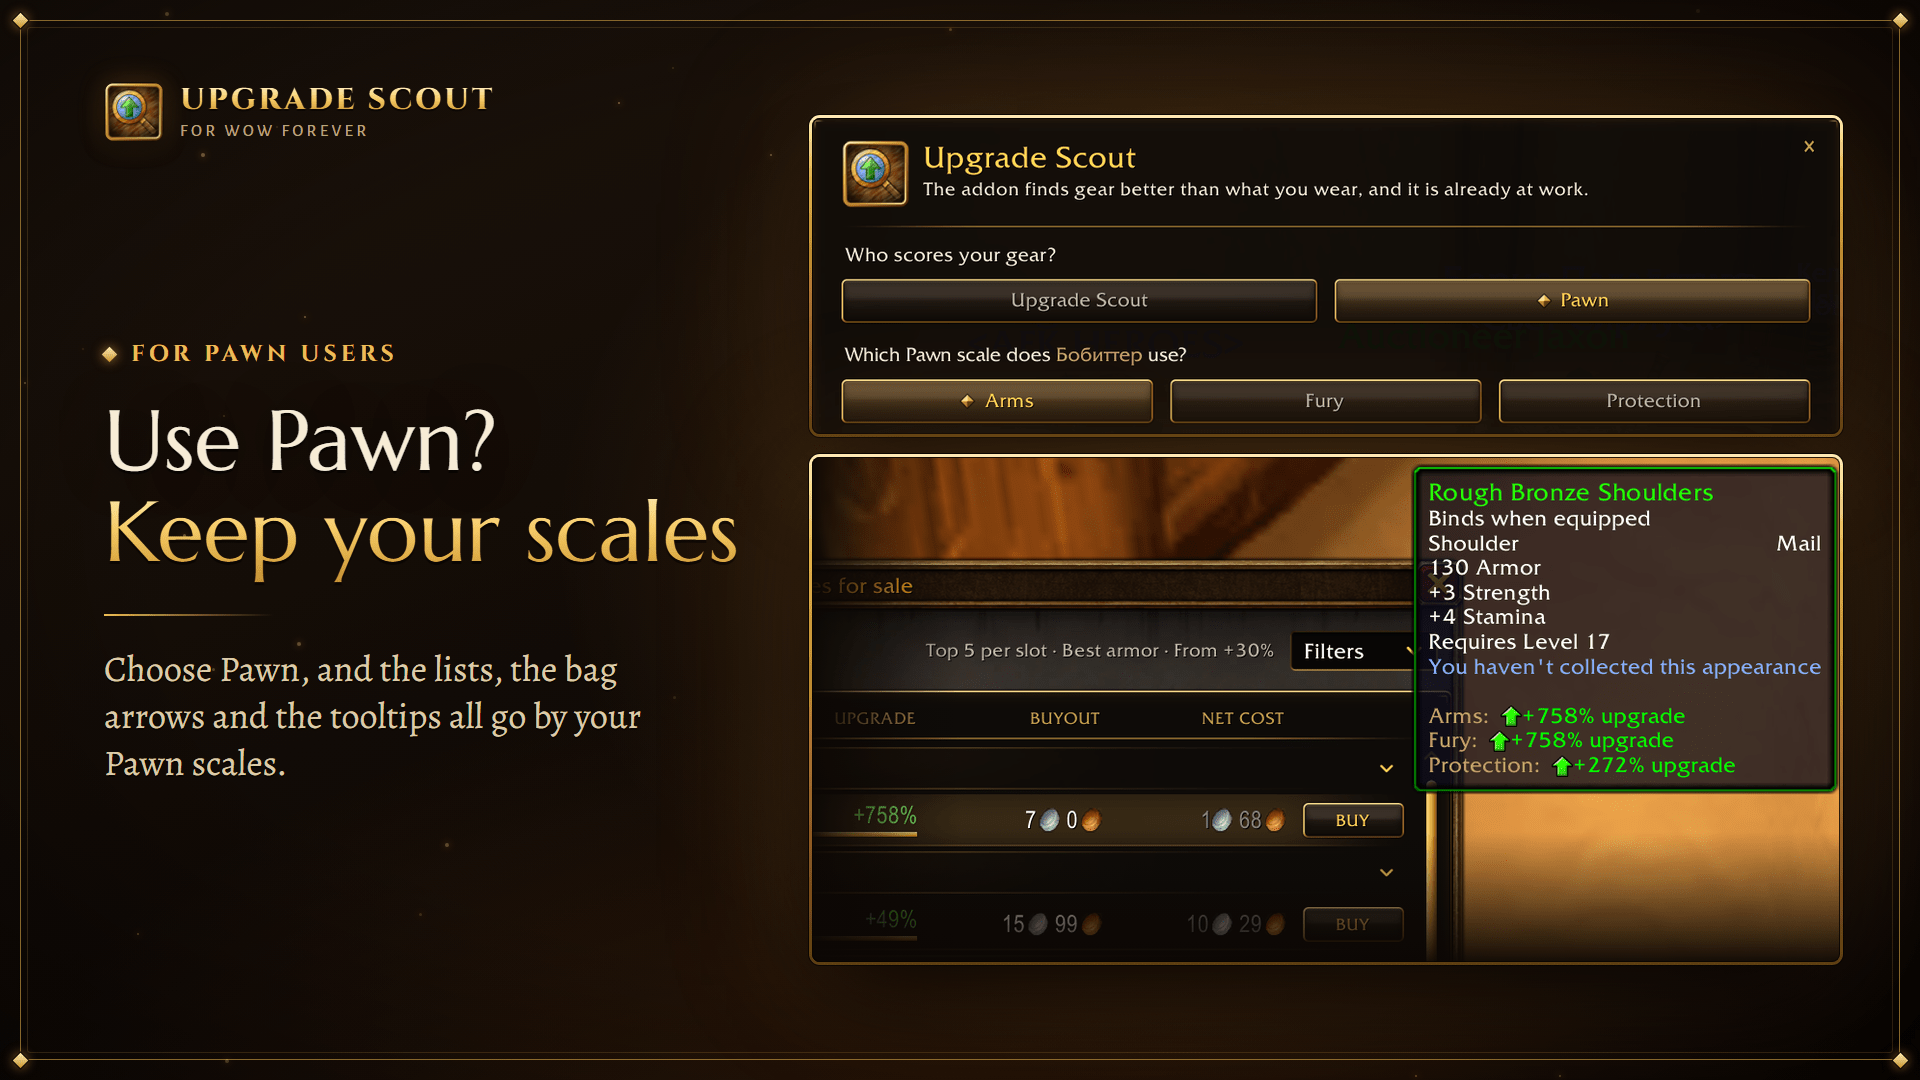 UPGRADE SCOUT
FOR WOW FOREVER
FOR PAWN USERS
Use Pawn?
Keep your scales
Choose Pawn, and the lists, the bag
arrows and the tooltips all go by your
Pawn scales.
Upgrade Scout
x
The addon finds gear better than what you wear, and it is already at work.
Who scores your gear?
Upgrade Scout
Pawn
Which Pawn scale does Бобиттер use?
Arms
Fury
Protection
for sale
Top 5 per slot · Best armor · From +30%
Filters
UPGRADE
BUYOUT
NET COST
+758%
7 0
1 68
BUY
+49%
15 99
10 29
BUY
Rough Bronze Shoulders
Binds when equipped
Shoulder Mail
130 Armor
+3 Strength
+4 Stamina
Requires Level 17
You haven't collected this appearance
Arms: +758% upgrade
Fury: +758% upgrade
Protection: +272% upgrade